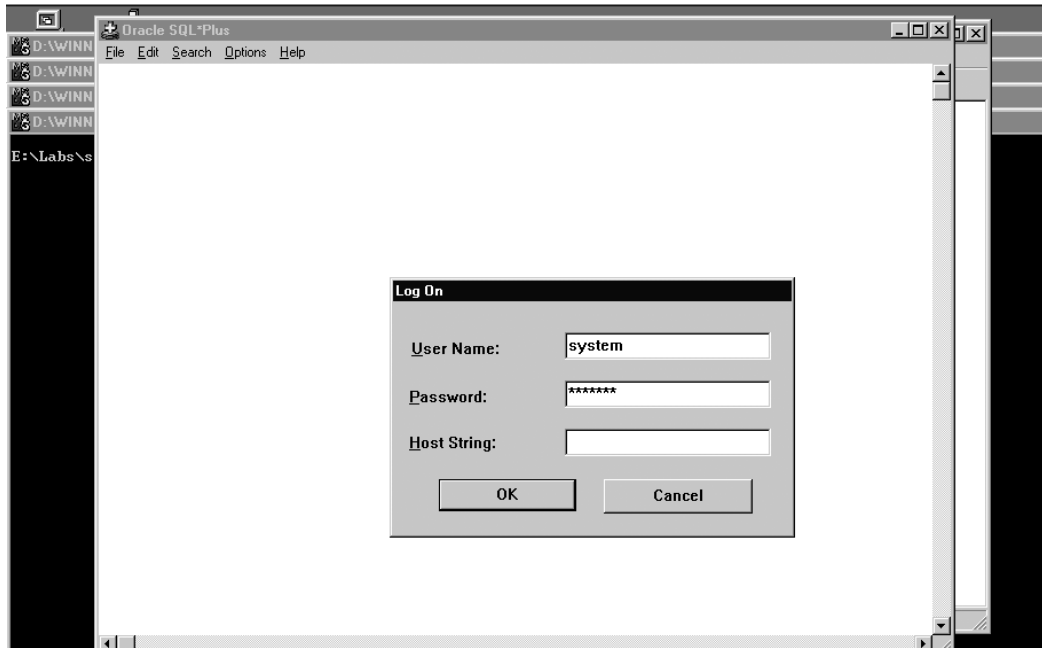 Oracle SQL*Plus
File Edit Search Options Help
D:\WINN
D:\WINN
D:\WINN
D:\WINN
E:\Labs\s
Log On
User Name: system
Password: *******
Host String:
OK Cancel